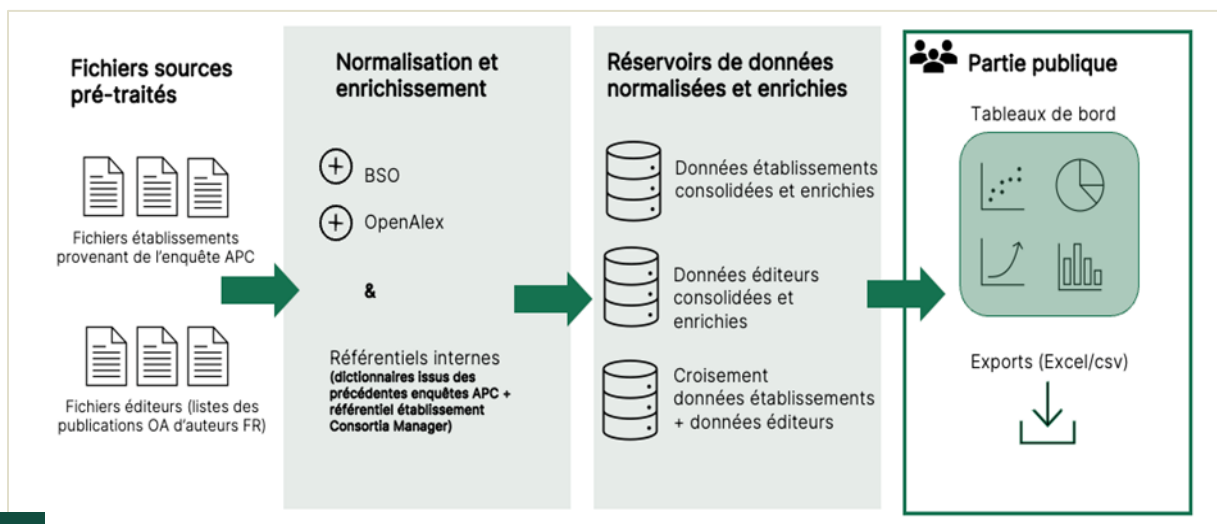 Fichiers sources
pré-traités
Fichiers établissements
provenant de l'enquête APC
Fichiers éditeurs (listes des
publications OA d'auteurs FR)
Normalisation et
enrichissement
BSO
OpenAlex
&
Référentiels internes
(dictionnaires issus des
précédentes enquêtes APC +
référentiel établissement
Consortia Manager)
Réservoirs de données
normalisées et enrichies
Données établissements
consolidées et enrichies
Données éditeurs
consolidées et
enrichies
Croisement
données établissements
+ données éditeurs
Partie publique
Tableaux de bord
Exports (Excel/csv)